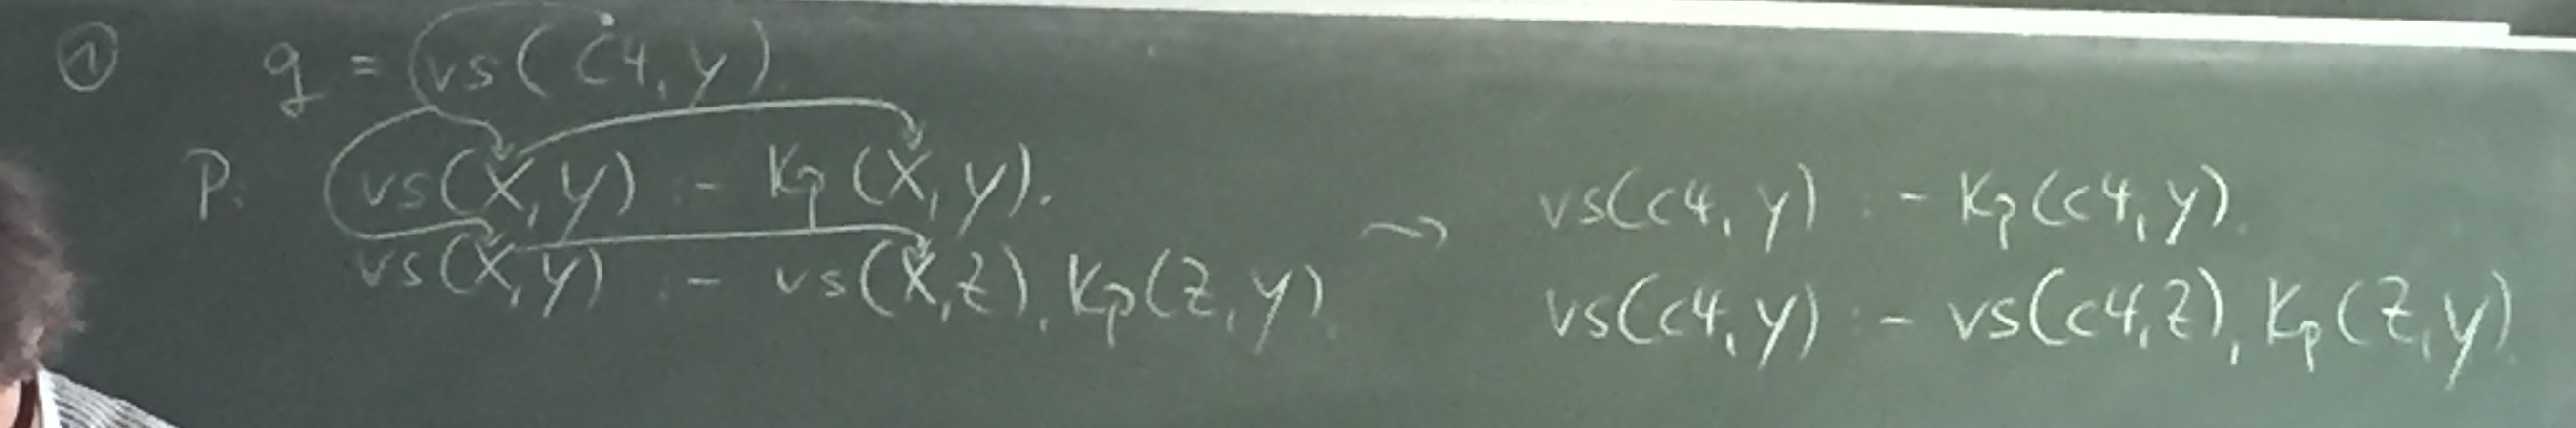 ① q = vs(c4, y).
P: vs(X, y) :- Kp(X, y). ⇝ vs(c4, y) :- Kp(c4, y).
vs(X, y) :- vs(X, z), Kp(z, y). vs(c4, y) :- vs(c4, z), Kp(z, y).